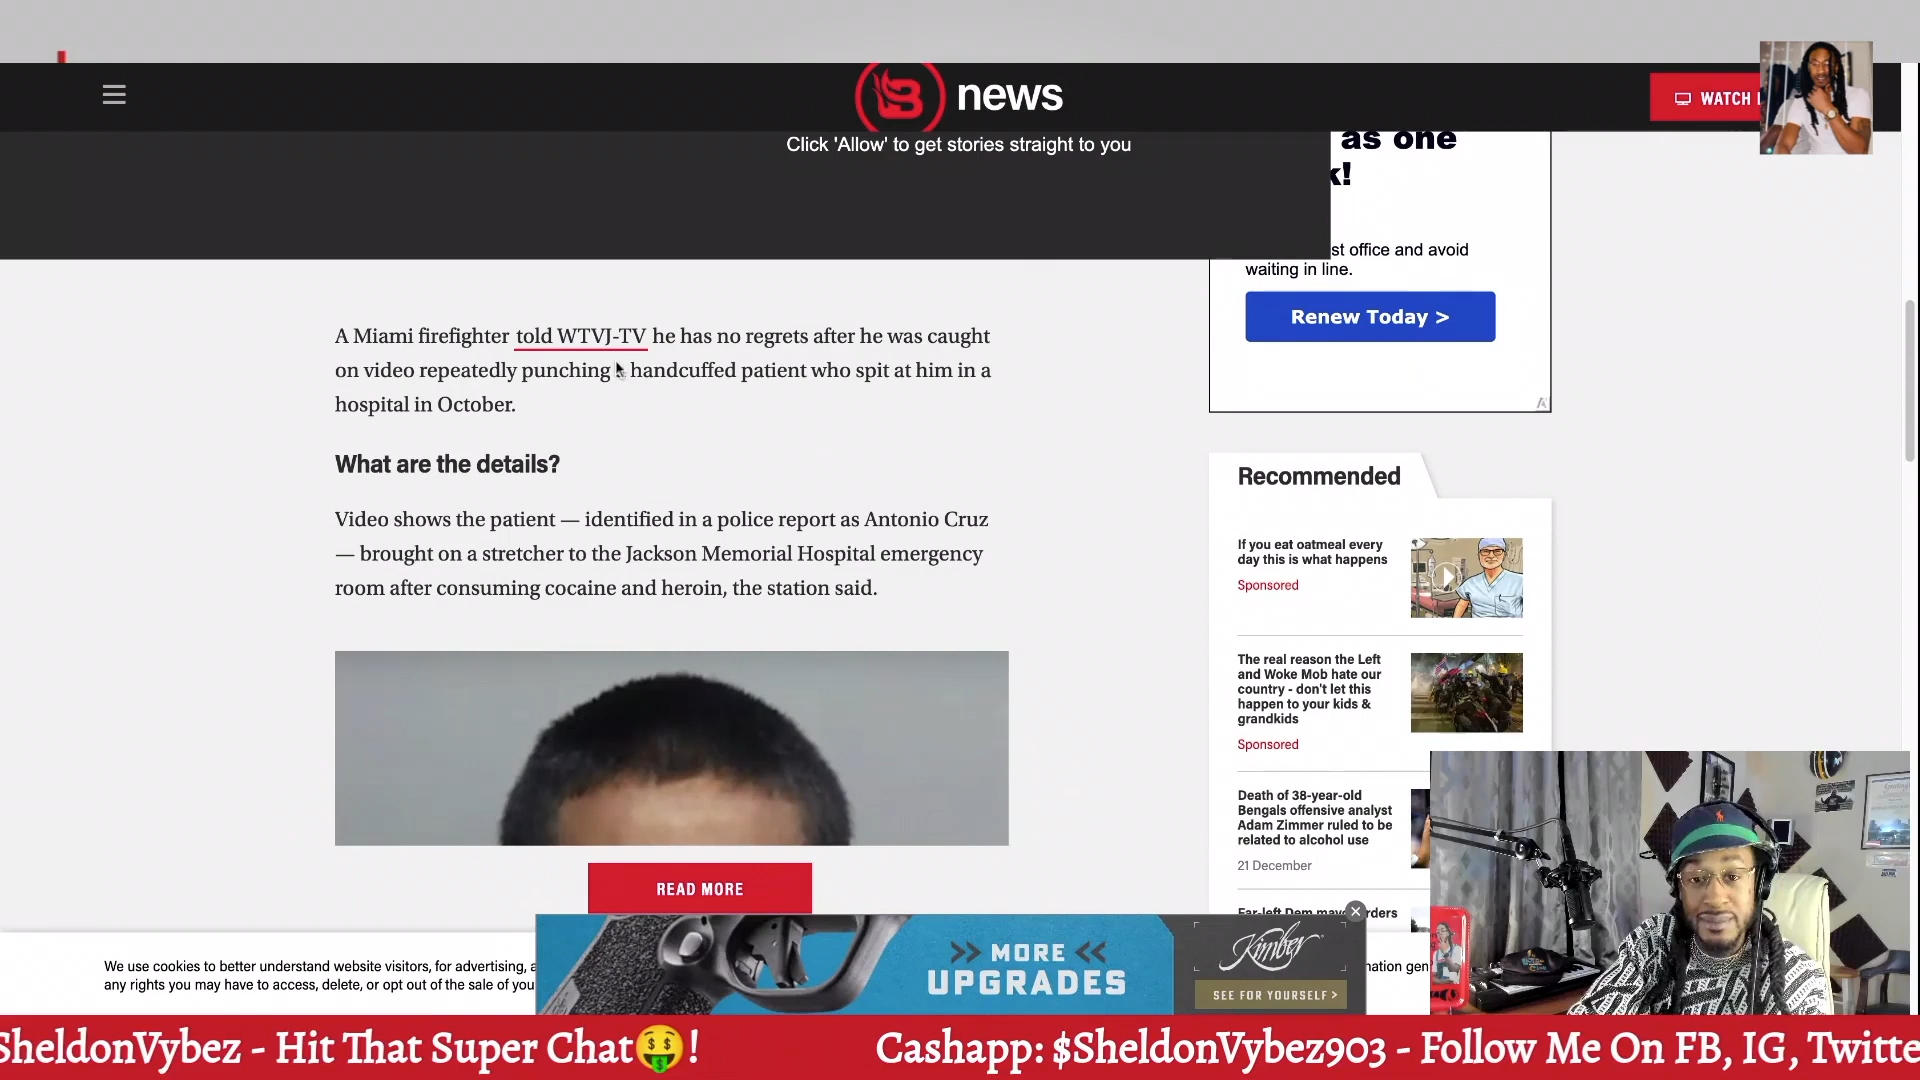 news
WATCH
Click 'Allow' to get stories straight to you
as one
k!
st office and avoid
waiting in line.
Renew Today >
A Miami firefighter told WTVJ-TV he has no regrets after he was caught
on video repeatedly punching handcuffed patient who spit at him in a
hospital in October.
What are the details?
Video shows the patient — identified in a police report as Antonio Cruz
— brought on a stretcher to the Jackson Memorial Hospital emergency
room after consuming cocaine and heroin, the station said.
READ MORE
Recommended
If you eat oatmeal every
day this is what happens
Sponsored
The real reason the Left
and Woke Mob hate our
country - don't let this
happen to your kids &
grandkids
Sponsored
Death of 38-year-old
Bengals offensive analyst
Adam Zimmer ruled to be
related to alcohol use
21 December
Far-left Dem
We use cookies to better understand website visitors, for advertising, a
any rights you may have to access, delete, or opt out of the sale of you
nation gen
>> MORE <<
UPGRADES
Kimber
SEE FOR YOURSELF >
SheldonVybez - Hit That Super Chat🤑! Cashapp: $SheldonVybez903 - Follow Me On FB, IG, Twitte